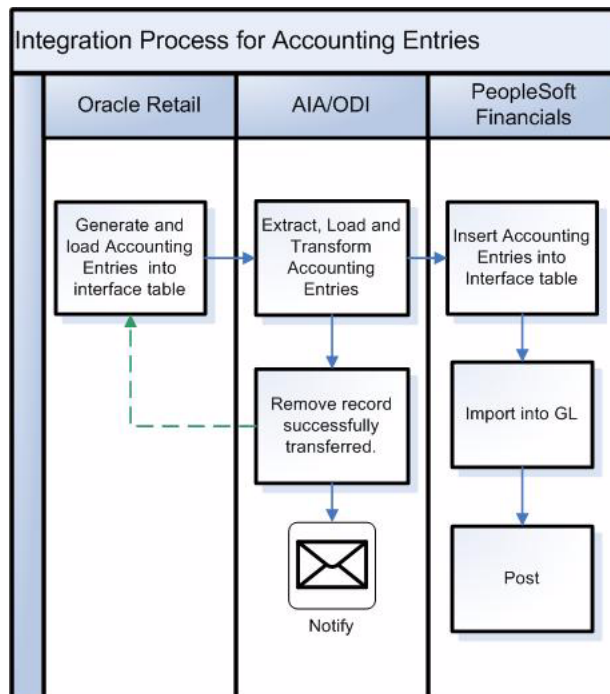 Integration Process for Accounting Entries
Oracle Retail
AIA/ODI
PeopleSoft
Financials
Generate and
load Accounting
Entries into
interface table
Extract, Load and
Transform
Accounting
Entries
Insert Accounting
Entries into
Interface table
Remove record
successfully
transferred.
Import into GL
Notify
Post